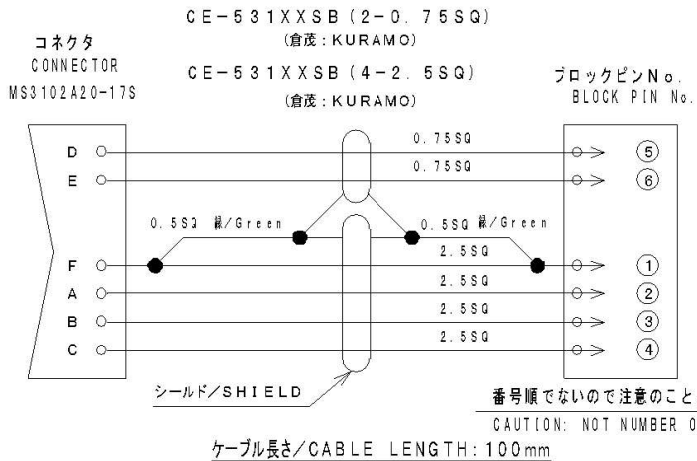 CE-531XXSB(2-0.75SQ)
(倉茂:KURAMO)
CE-531XXSB(4-2.5SQ)
(倉茂:KURAMO)
コネクタ
CONNECTOR
MS3102A20-17S
ブロックピンNo.
BLOCK PIN No.
D 0.75SQ ⑤
E 0.75SQ ⑥
0.5SQ 緑/Green 0.5SQ 緑/Green
F 2.5SQ ①
A 2.5SQ ②
B 2.5SQ ③
C 2.5SQ ④
シールド/SHIELD
番号順でないので注意のこと
CAUTION: NOT NUMBER O
ケーブル長さ/CABLE LENGTH:100mm